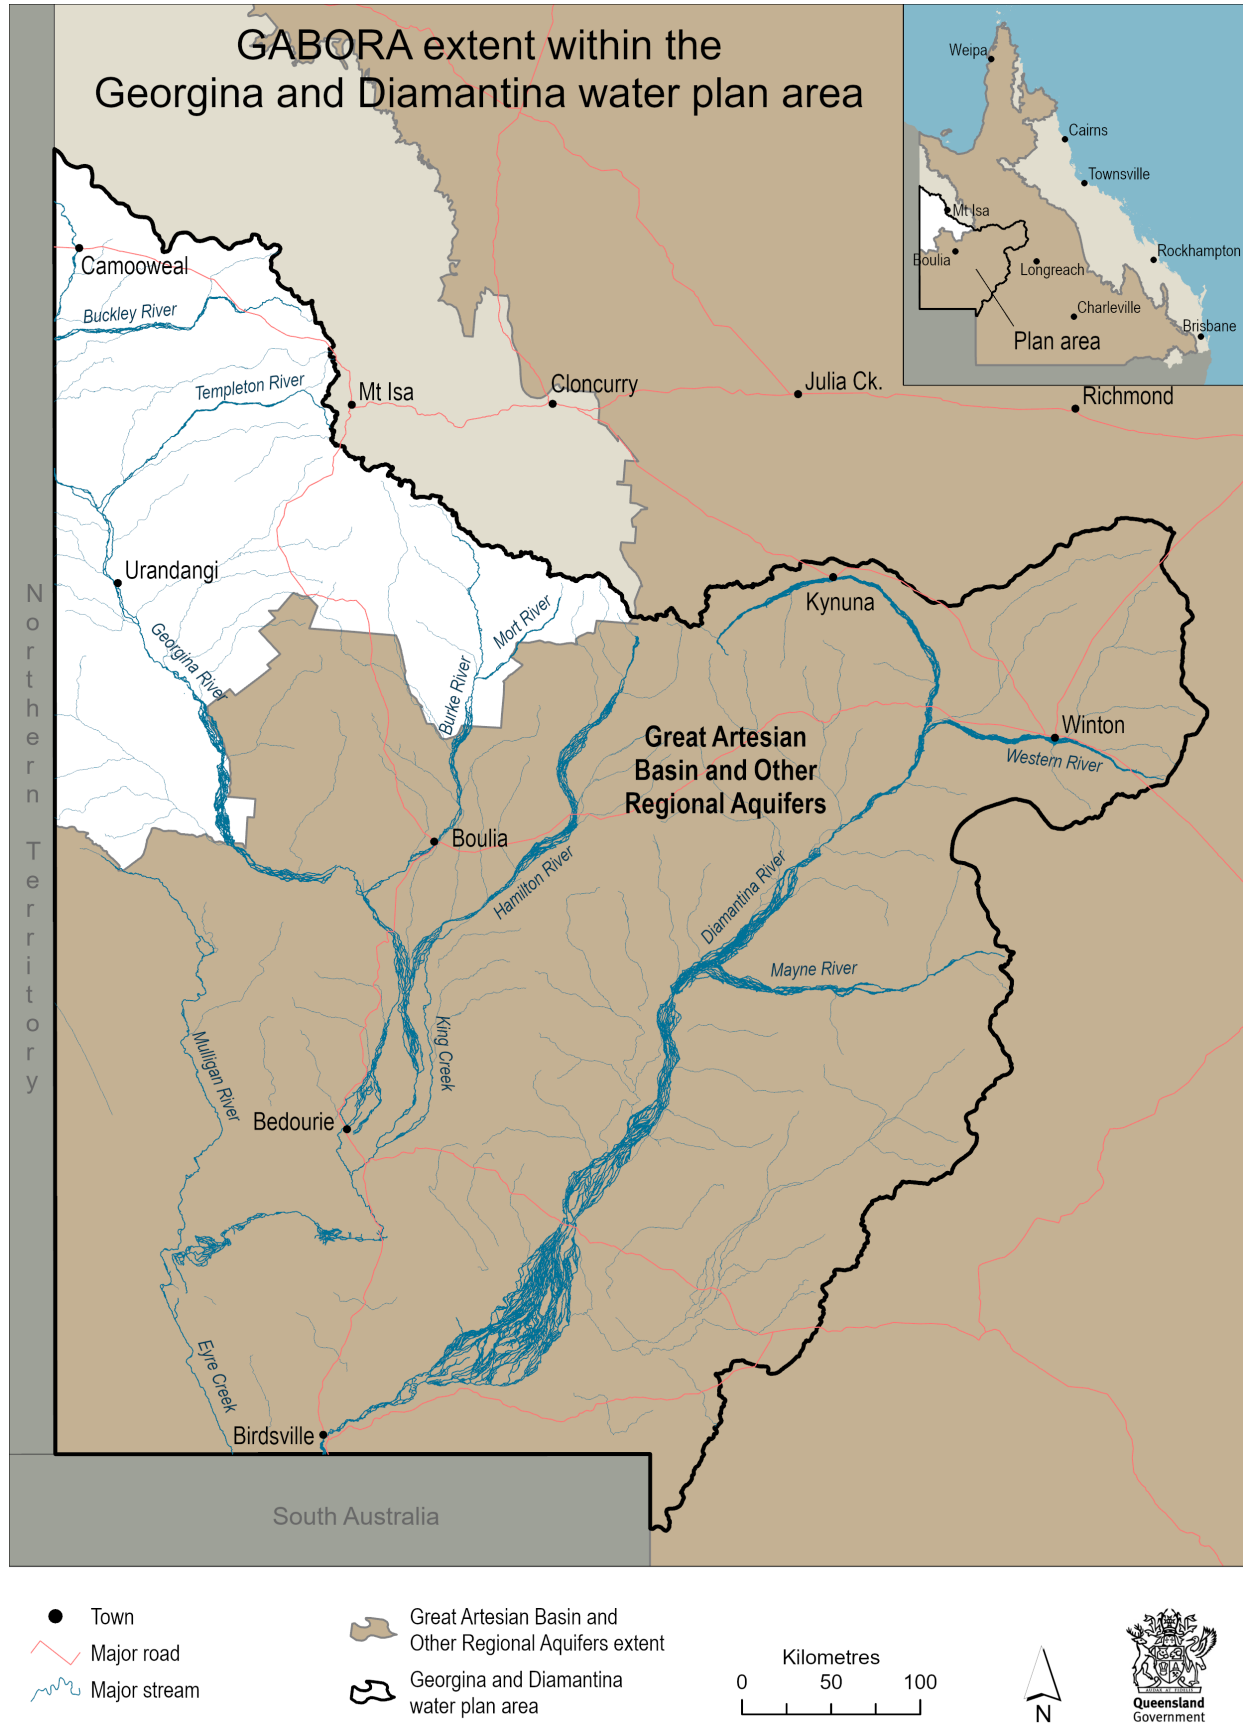 GABORA extent within the
Georgina and Diamantina water plan area
Weipa
Cairns
Townsville
Mt Isa
Rockhampton
Boulia
Longreach
Charleville
Brisbane
Plan area
Camooweal
Buckley River
Templeton River
Mt Isa
Cloncurry
Julia Ck.
Richmond
Urandangi
Kynuna
Mort River
Georgina River
Burke River
Winton
Western River
Great Artesian
Basin and Other
Regional Aquifers
Boulia
Hamilton River
Diamantina River
Mayne River
King Creek
Mulligan River
Bedourie
Eyre Creek
Birdsville
Northern Territory
South Australia
Town
Major road
Major stream
Great Artesian Basin and
Other Regional Aquifers extent
Georgina and Diamantina
water plan area
Kilometres
0 50 100
N
Queensland
Government